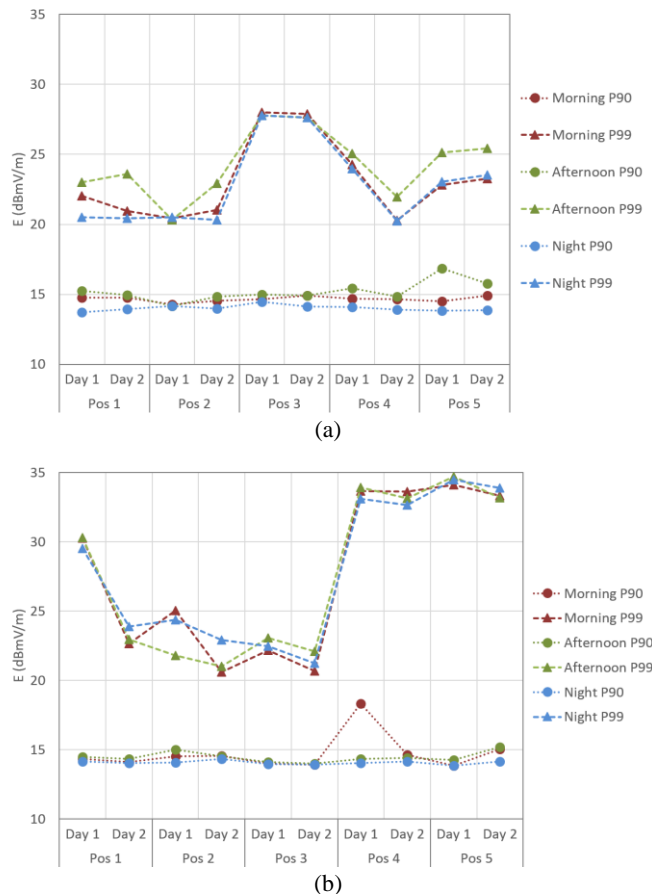 35
30
25
20
15
10
E (dBmV/m)
Day 1 Day 2 Day 1 Day 2 Day 1 Day 2 Day 1 Day 2 Day 1 Day 2
Pos 1 Pos 2 Pos 3 Pos 4 Pos 5
Morning P90
Morning P99
Afternoon P90
Afternoon P99
Night P90
Night P99
(a)
35
30
25
20
15
10
E (dBmV/m)
Day 1 Day 2 Day 1 Day 2 Day 1 Day 2 Day 1 Day 2 Day 1 Day 2
Pos 1 Pos 2 Pos 3 Pos 4 Pos 5
Morning P90
Morning P99
Afternoon P90
Afternoon P99
Night P90
Night P99
(b)